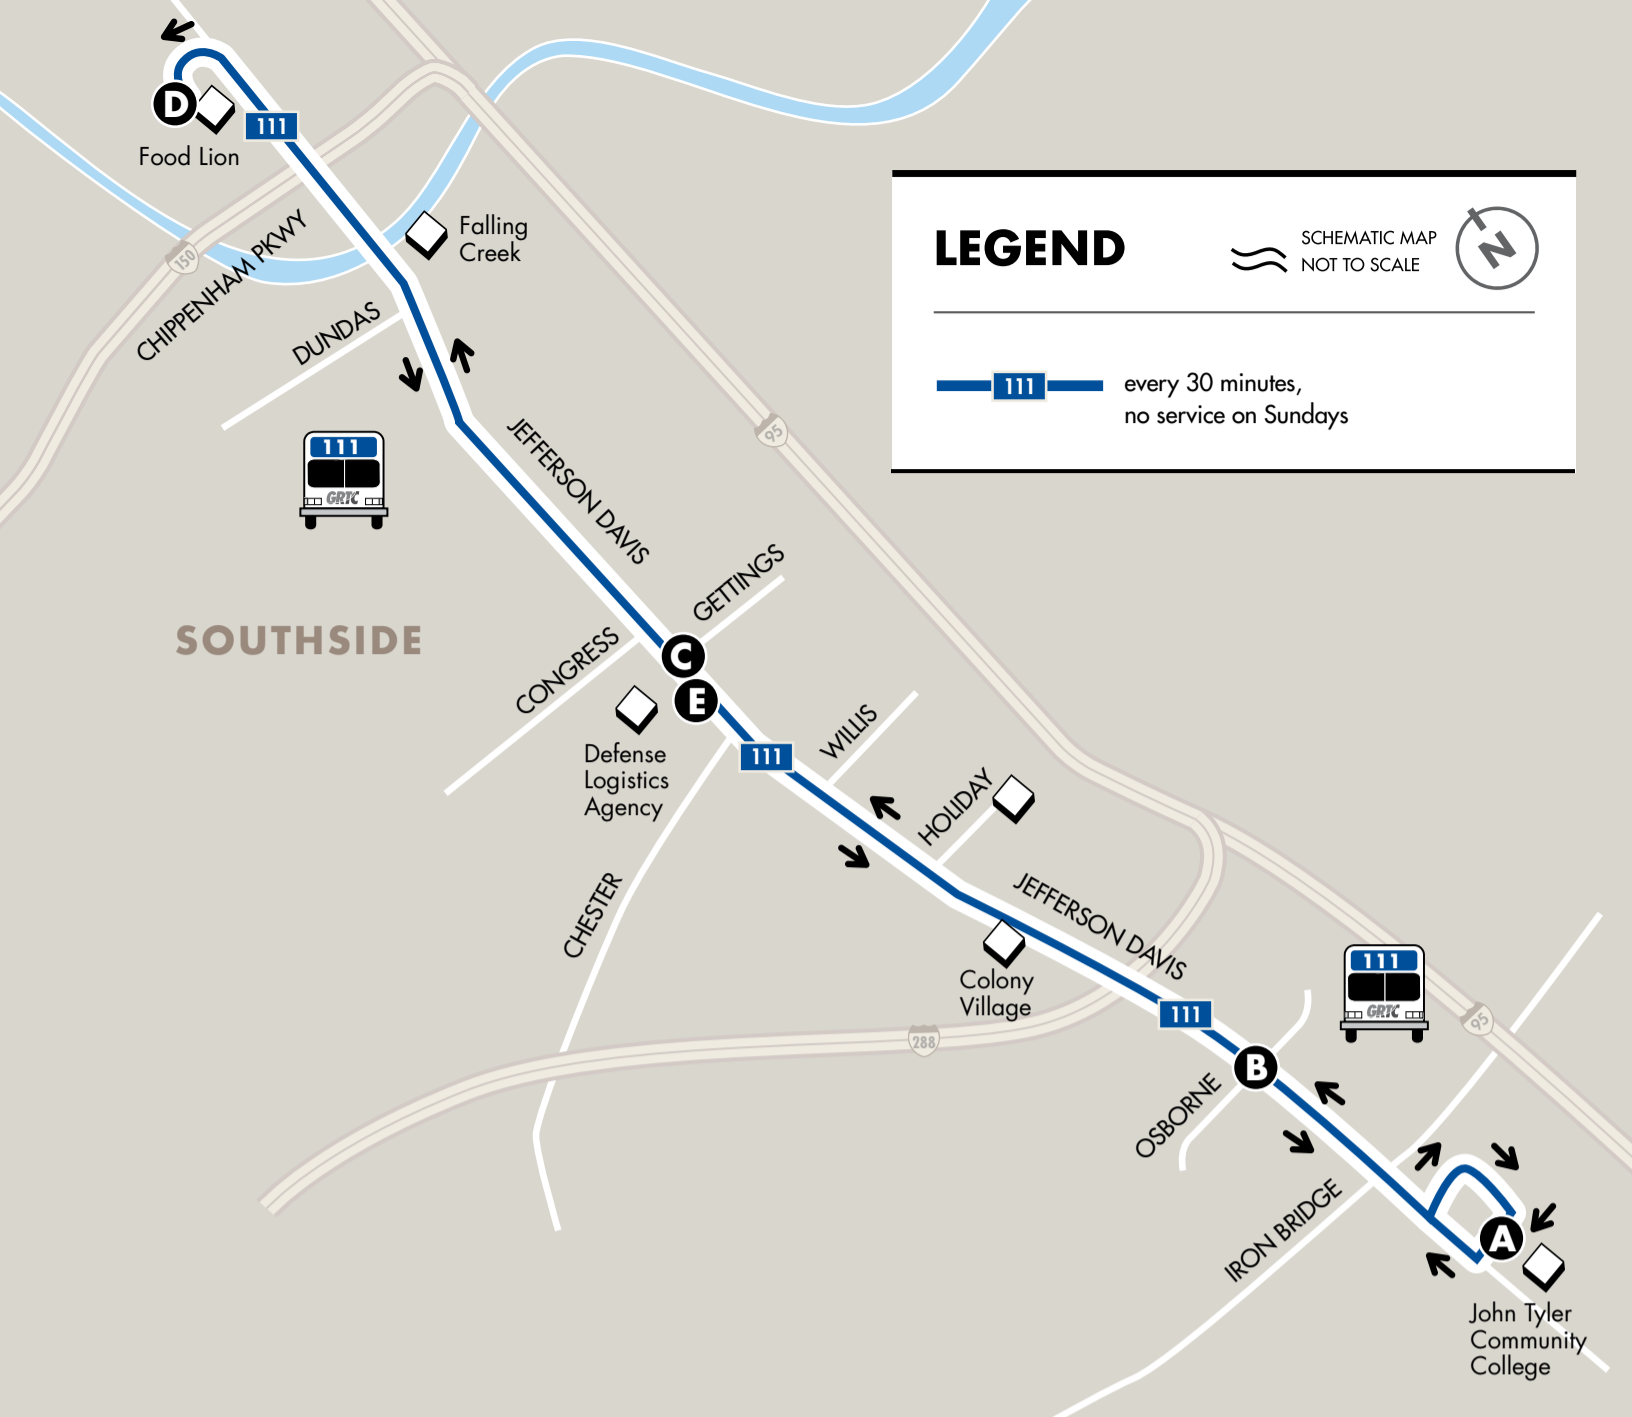 D
111
Food Lion
Falling
Creek
150
CHIPPENHAM PKWY
DUNDAS
LEGEND
SCHEMATIC MAP
NOT TO SCALE
N
111
every 30 minutes,
no service on Sundays
95
111
GRTC
JEFFERSON DAVIS
SOUTHSIDE
GETTINGS
CONGRESS
C
E
Defense
Logistics
Agency
111
WILLIS
HOLIDAY
CHESTER
JEFFERSON DAVIS
Colony
Village
288
111
111
GRTC
95
B
OSBORNE
IRON BRIDGE
A
John Tyler
Community
College